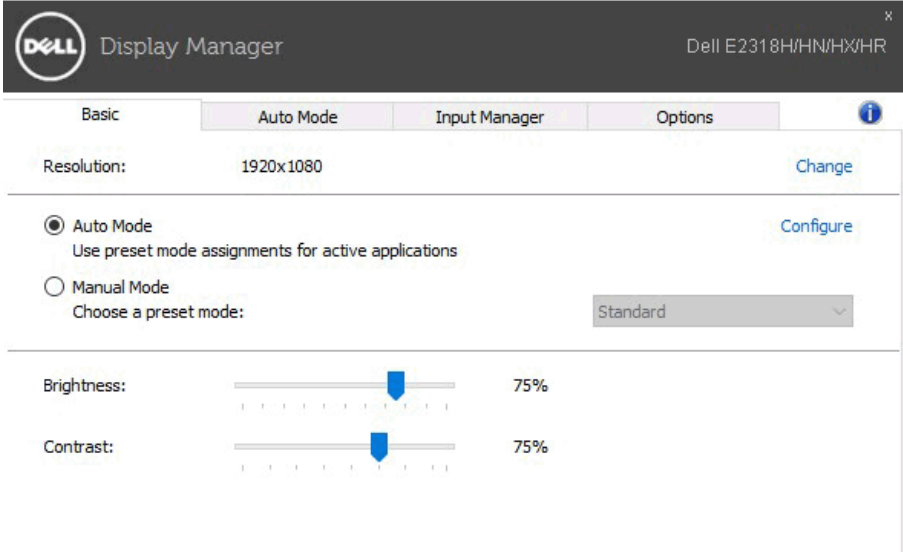 DELL Display Manager
x
Dell E2318H/HN/HX/HR
Basic Auto Mode Input Manager Options i
Resolution: 1920x1080 Change
Auto Mode Configure
Use preset mode assignments for active applications
Manual Mode
Choose a preset mode: Standard
Brightness: 75%
Contrast: 75%